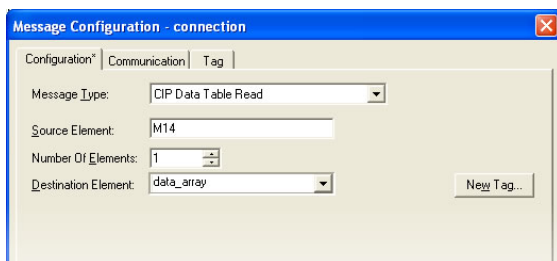 Message Configuration - connection
Configuration* Communication Tag
Message Type: CIP Data Table Read
Source Element: M14
Number Of Elements: 1
Destination Element: data_array New Tag...